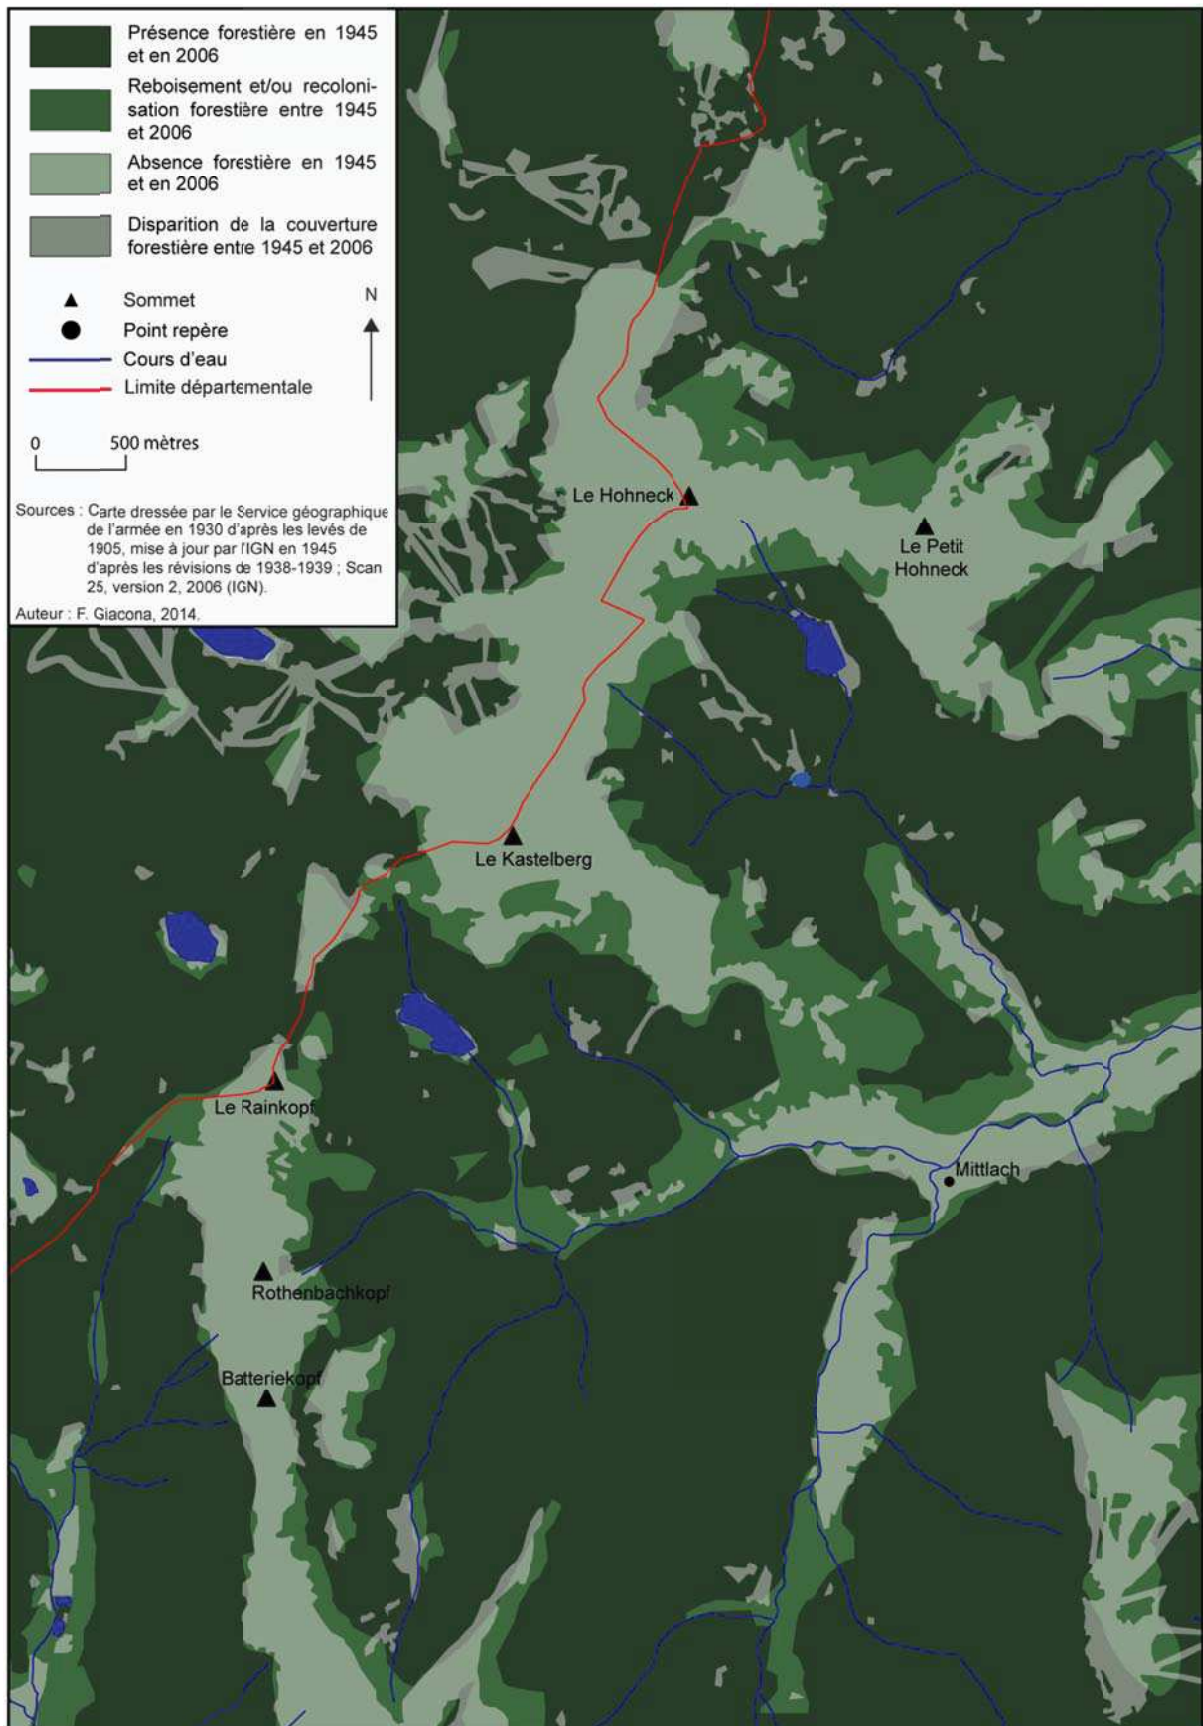 Présence forestière en 1945
et en 2006
Reboisement et/ou recoloni-
sation forestière entre 1945
et 2006
Absence forestière en 1945
et en 2006
Disparition de la couverture
forestière entre 1945 et 2006
Sommet
N
Point repère
Cours d'eau
Limite départementale
0 500 mètres
Sources : Carte dressée par le Service géographique
de l'armée en 1930 d'après les levés de
1905, mise à jour par l'IGN en 1945
d'après les révisions de 1938-1939 ; Scan
25, version 2, 2006 (IGN).
Auteur : F. Giacona, 2014.
Le Hohneck
Le Petit
Hohneck
Le Kastelberg
Le Rainkopf
Mittlach
Rothenbachkopf
Batteriekopf